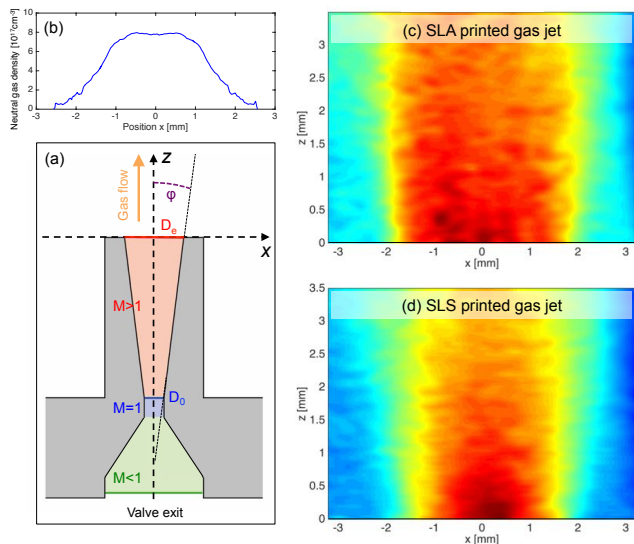 (b)
Neutral gas density [10¹⁷cm⁻³]
10
8
6
4
2
0
-3 -2 -1 0 1 2 3
Position x [mm]
(a)
Gas flow
z
φ
Dₑ
x
M>1
D₀
M=1
M<1
Valve exit
(c) SLA printed gas jet
z [mm]
3.5
3
2.5
2
1.5
1
0.5
0
-3 -2 -1 0 1 2 3
x [mm]
(d) SLS printed gas jet
z [mm]
3.5
3
2.5
2
1.5
1
0.5
0
-3 -2 -1 0 1 2 3
x [mm]